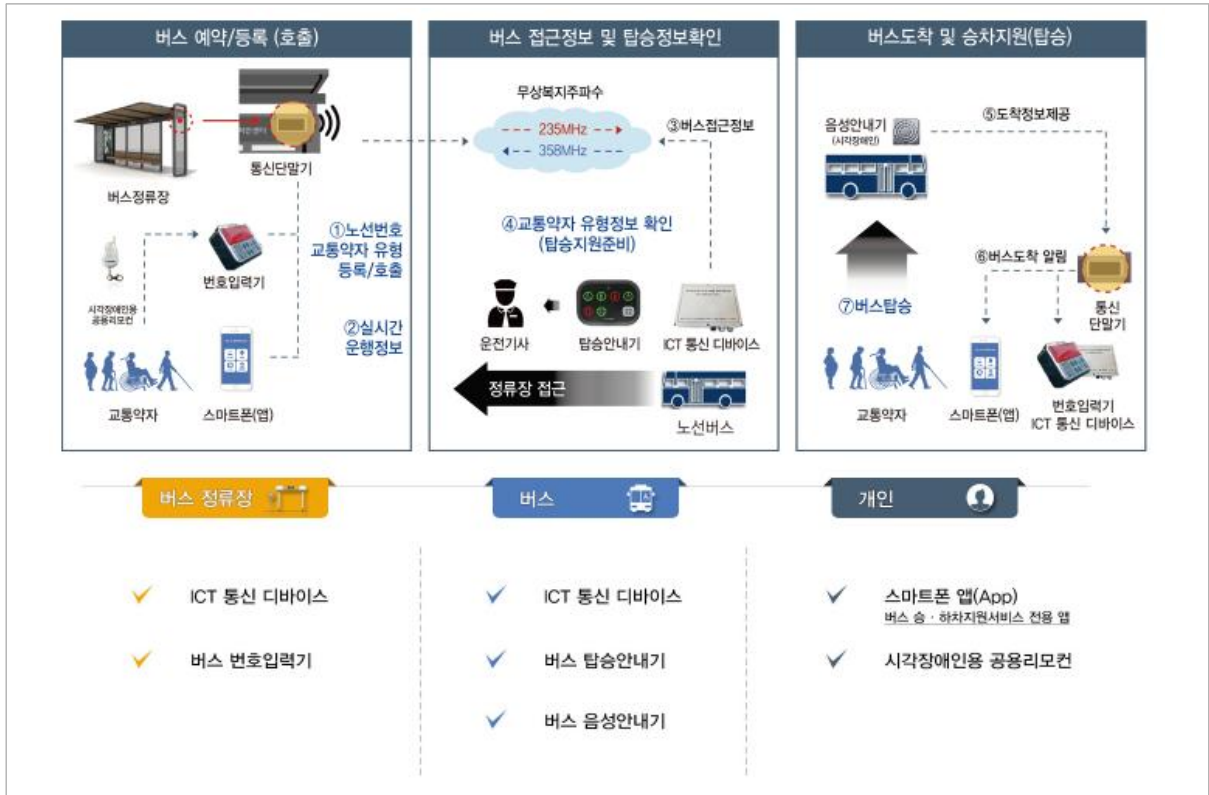 버스 예약/등록 (호출)
통신단말기
버스정류장
①노선번호
교통약자 유형
등록/호출
번호입력기
시각장애인용
공용리모컨
②실시간
운행정보
교통약자
스마트폰(앱)
버스 접근정보 및 탑승정보확인
무상복지주파수
235MHz
358MHz
③버스접근정보
④교통약자 유형정보 확인
(탑승지원준비)
운전기사
탑승안내기
ICT 통신 디바이스
정류장 접근
노선버스
버스도착 및 승차지원(탑승)
음성안내기
(시각장애인)
⑤도착정보제공
⑥버스도착 알림
통신
단말기
⑦버스탑승
교통약자
스마트폰(앱)
번호입력기
ICT 통신 디바이스
버스 정류장
ICT 통신 디바이스
버스 번호입력기
버스
ICT 통신 디바이스
버스 탑승안내기
버스 음성안내기
개인
스마트폰 앱(App)
버스 승 · 하차지원서비스 전용 앱
시각장애인용 공용리모컨